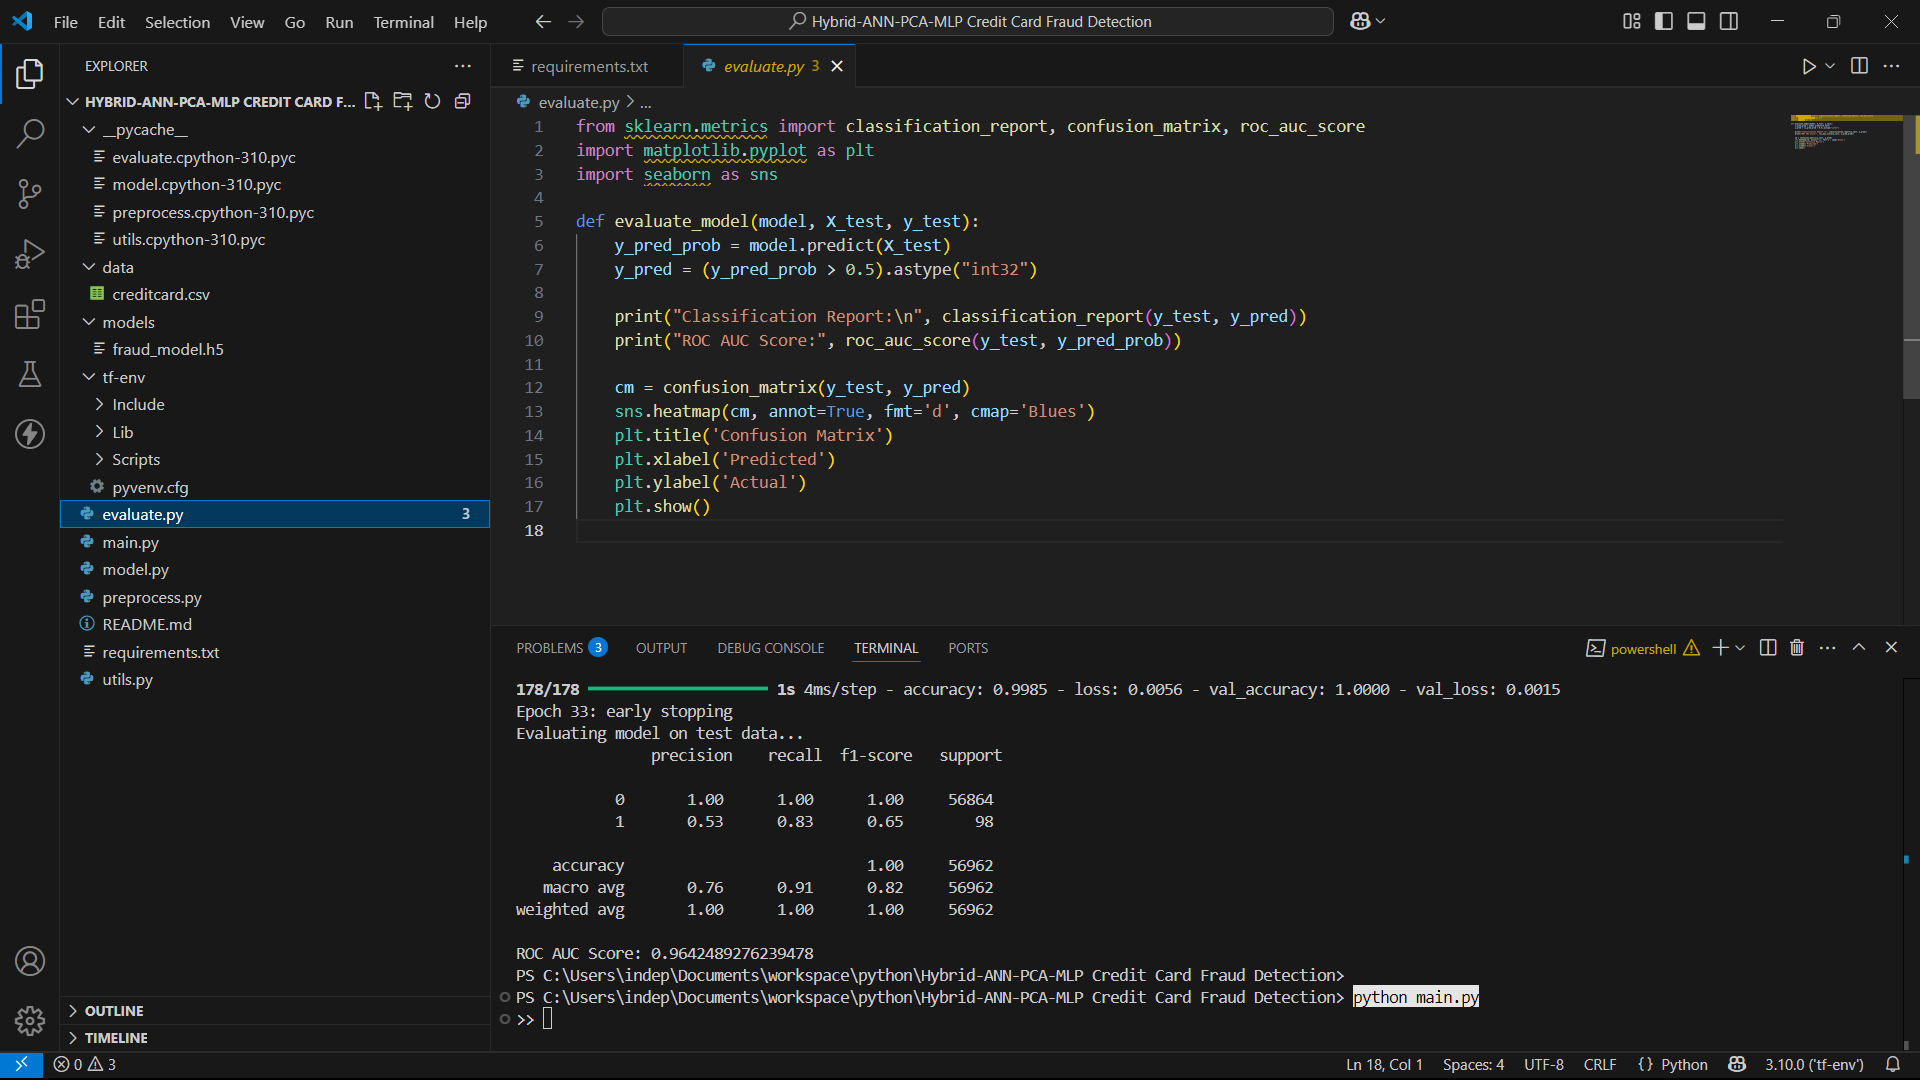 File Edit Selection View Go Run Terminal Help
Hybrid-ANN-PCA-MLP Credit Card Fraud Detection
EXPLORER
HYBRID-ANN-PCA-MLP CREDIT CARD F...
__pycache__
evaluate.cpython-310.pyc
model.cpython-310.pyc
preprocess.cpython-310.pyc
utils.cpython-310.pyc
data
creditcard.csv
models
fraud_model.h5
tf-env
Include
Lib
Scripts
pyvenv.cfg
evaluate.py 3
main.py
model.py
preprocess.py
README.md
requirements.txt
utils.py
OUTLINE
TIMELINE
requirements.txt
evaluate.py 3
evaluate.py > ...
1 from sklearn.metrics import classification_report, confusion_matrix, roc_auc_score
2 import matplotlib.pyplot as plt
3 import seaborn as sns
4
5 def evaluate_model(model, X_test, y_test):
6 y_pred_prob = model.predict(X_test)
7 y_pred = (y_pred_prob > 0.5).astype("int32")
8
9 print("Classification Report:\n", classification_report(y_test, y_pred))
10 print("ROC AUC Score:", roc_auc_score(y_test, y_pred_prob))
11
12 cm = confusion_matrix(y_test, y_pred)
13 sns.heatmap(cm, annot=True, fmt='d', cmap='Blues')
14 plt.title('Confusion Matrix')
15 plt.xlabel('Predicted')
16 plt.ylabel('Actual')
17 plt.show()
18
PROBLEMS 3 OUTPUT DEBUG CONSOLE TERMINAL PORTS
powershell
178/178 1s 4ms/step - accuracy: 0.9985 - loss: 0.0056 - val_accuracy: 1.0000 - val_loss: 0.0015
Epoch 33: early stopping
Evaluating model on test data...
precision recall f1-score support
0 1.00 1.00 1.00 56864
1 0.53 0.83 0.65 98
accuracy 1.00 56962
macro avg 0.76 0.91 0.82 56962
weighted avg 1.00 1.00 1.00 56962
ROC AUC Score: 0.9642489276239478
PS C:\Users\indep\Documents\workspace\python\Hybrid-ANN-PCA-MLP Credit Card Fraud Detection>
PS C:\Users\indep\Documents\workspace\python\Hybrid-ANN-PCA-MLP Credit Card Fraud Detection> python main.py
>>
0 3
Ln 18, Col 1 Spaces: 4 UTF-8 CRLF {} Python 3.10.0 ('tf-env')